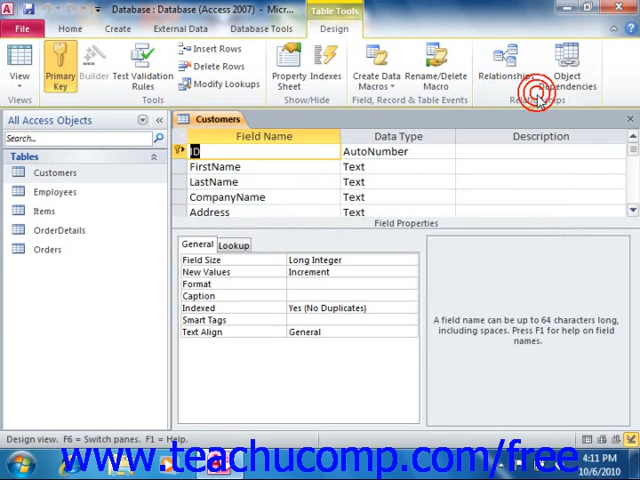 Database : Database (Access 2007) - Micr...
Table Tools
File Home Create External Data Database Tools Design
View
Primary Key
Builder
Test Validation Rules
Insert Rows
Delete Rows
Modify Lookups
Property Sheet
Indexes
Create Data Macros
Rename/Delete Macro
Relationships
Object Dependencies
Views Tools Show/Hide Field, Record & Table Events
All Access Objects
Search...
Tables
Customers
Employees
Items
OrderDetails
Orders
Customers
Field Name Data Type Description
ID AutoNumber
FirstName Text
LastName Text
CompanyName Text
Address Text
Field Properties
General Lookup
Field Size Long Integer
New Values Increment
Format
Caption
Indexed Yes (No Duplicates)
Smart Tags
Text Align General
A field name can be up to 64 characters long, including spaces. Press F1 for help on field names.
Design view. F6 = Switch panes. F1 = Help.
www.teachucomp.com/free
4:11 PM
10/6/2010